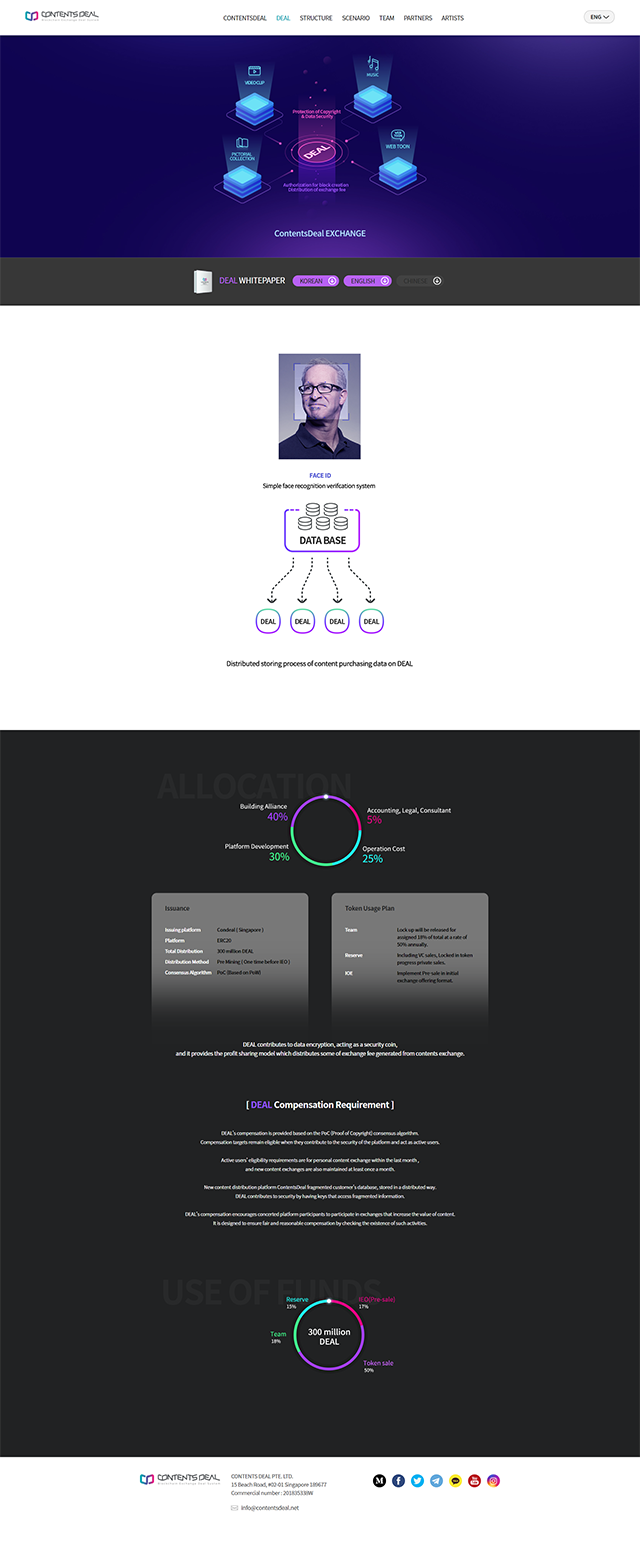 CONTENTS DEAL
CONTENTSDEAL DEAL STRUCTURE SCENARIO TEAM PARTNERS ARTISTS
ENG
VIDEO CLIP
MUSIC
Protection of Copyright
& Data Security
DEAL
PICTORIAL
COLLECTION
WEB TOON
Authorization for block creation
Distribution of exchange fee
ContentsDeal EXCHANGE
DEAL WHITEPAPER KOREAN ENGLISH CHINESE
FACE ID
Simple face recognition verifcation system
DATA BASE
DEAL DEAL DEAL DEAL
Distributed storing process of content purchasing data on DEAL
ALLOCATION
Building Alliance
40%
Accounting, Legal, Consultant
5%
Platform Development
30%
Operation Cost
25%
Issuance
Issuing platform Condeal ( Singapore )
Platform ERC20
Total Distribution 300 million DEAL
Distribution Method Pre Mining ( One time before IEO )
Consensus Algorithm PoC (Based on PoW)
Token Usage Plan
Team Lock up will be released for
assigned 18% of total at a rate of
50% annually.
Reserve Including VC sales, Locked in token
progress private sales.
IOE Implement Pre-sale in initial
exchange offering format.
DEAL contributes to data encryption, acting as a security coin,
and it provides the profit sharing model which distributes some of exchange fee generated from contents exchange.
[ DEAL Compensation Requirement ]
DEAL's compensation is provided based on the PoC (Proof of Copyright) consensus algorithm.
Compensation targets remain eligible when they contribute to the security of the platform and act as active users.
Active users' eligibility requirements are for personal content exchange within the last month ,
and new content exchanges are also maintained at least once a month.
New content distribution platform ContentsDeal fragmented customer's database, stored in a distributed way.
DEAL contributes to security by having keys that access fragmented information.
DEAL's compensation encourages concerted platform participants to participate in exchanges that increase the value of content.
It is designed to ensure fair and reasonable compensation by checking the existence of such activities.
USE OF FUNDS
Reserve
15%
IEO(Pre-sale)
17%
Team
18%
300 million
DEAL
Token sale
50%
CONTENTS DEAL
CONTENTS DEAL PTE. LTD.
15 Beach Road, #02-01 Singapore 189677
Commercial number : 201835338W
info@contentsdeal.net